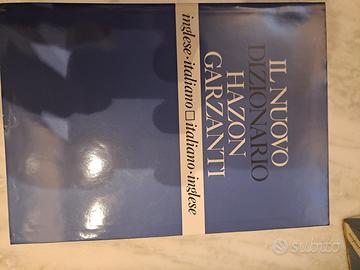 IL NUOVO
DIZIONARIO
HAZON
GARZANTI
inglese·italiano□italiano·inglese
subito